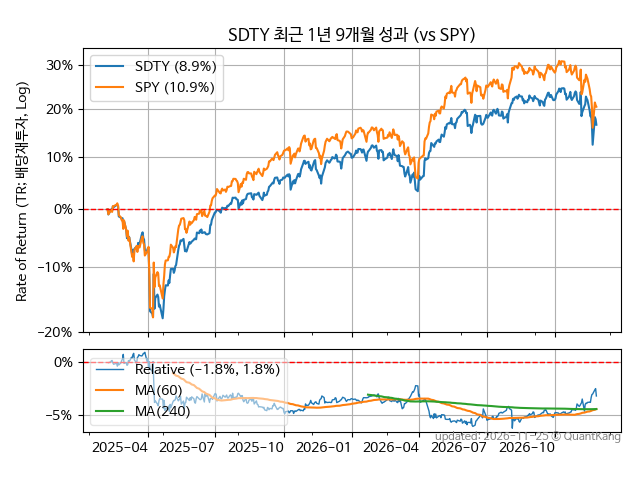 SDTY 최근 1년 9개월 성과 (vs SPY)
Rate of Return (TR: 배당재투자, Log)
30%
20%
10%
0%
−10%
−20%
SDTY (8.9%)
SPY (10.9%)
0%
−5%
Relative (−1.8%, 1.8%)
MA(60)
MA(240)
2025-04
2025-07
2025-10
2026-01
2026-04
2026-07
2026-10
updated: 2026-11-25 © QuantKang